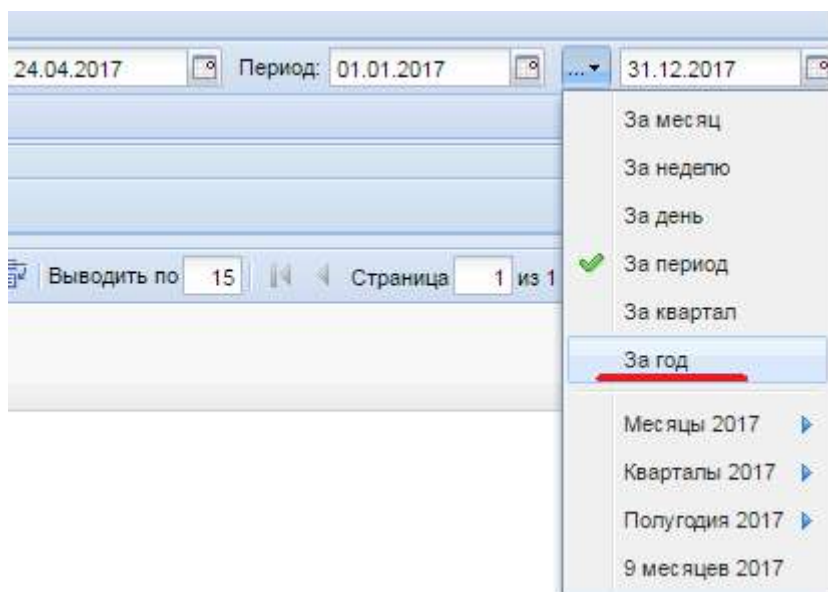 24.04.2017 Период: 01.01.2017 ... 31.12.2017
За месяц
За неделю
За день
За период
Выводить по 15 Страница 1 из 1
За квартал
За год
Месяцы 2017
Кварталы 2017
Полугодия 2017
9 месяцев 2017